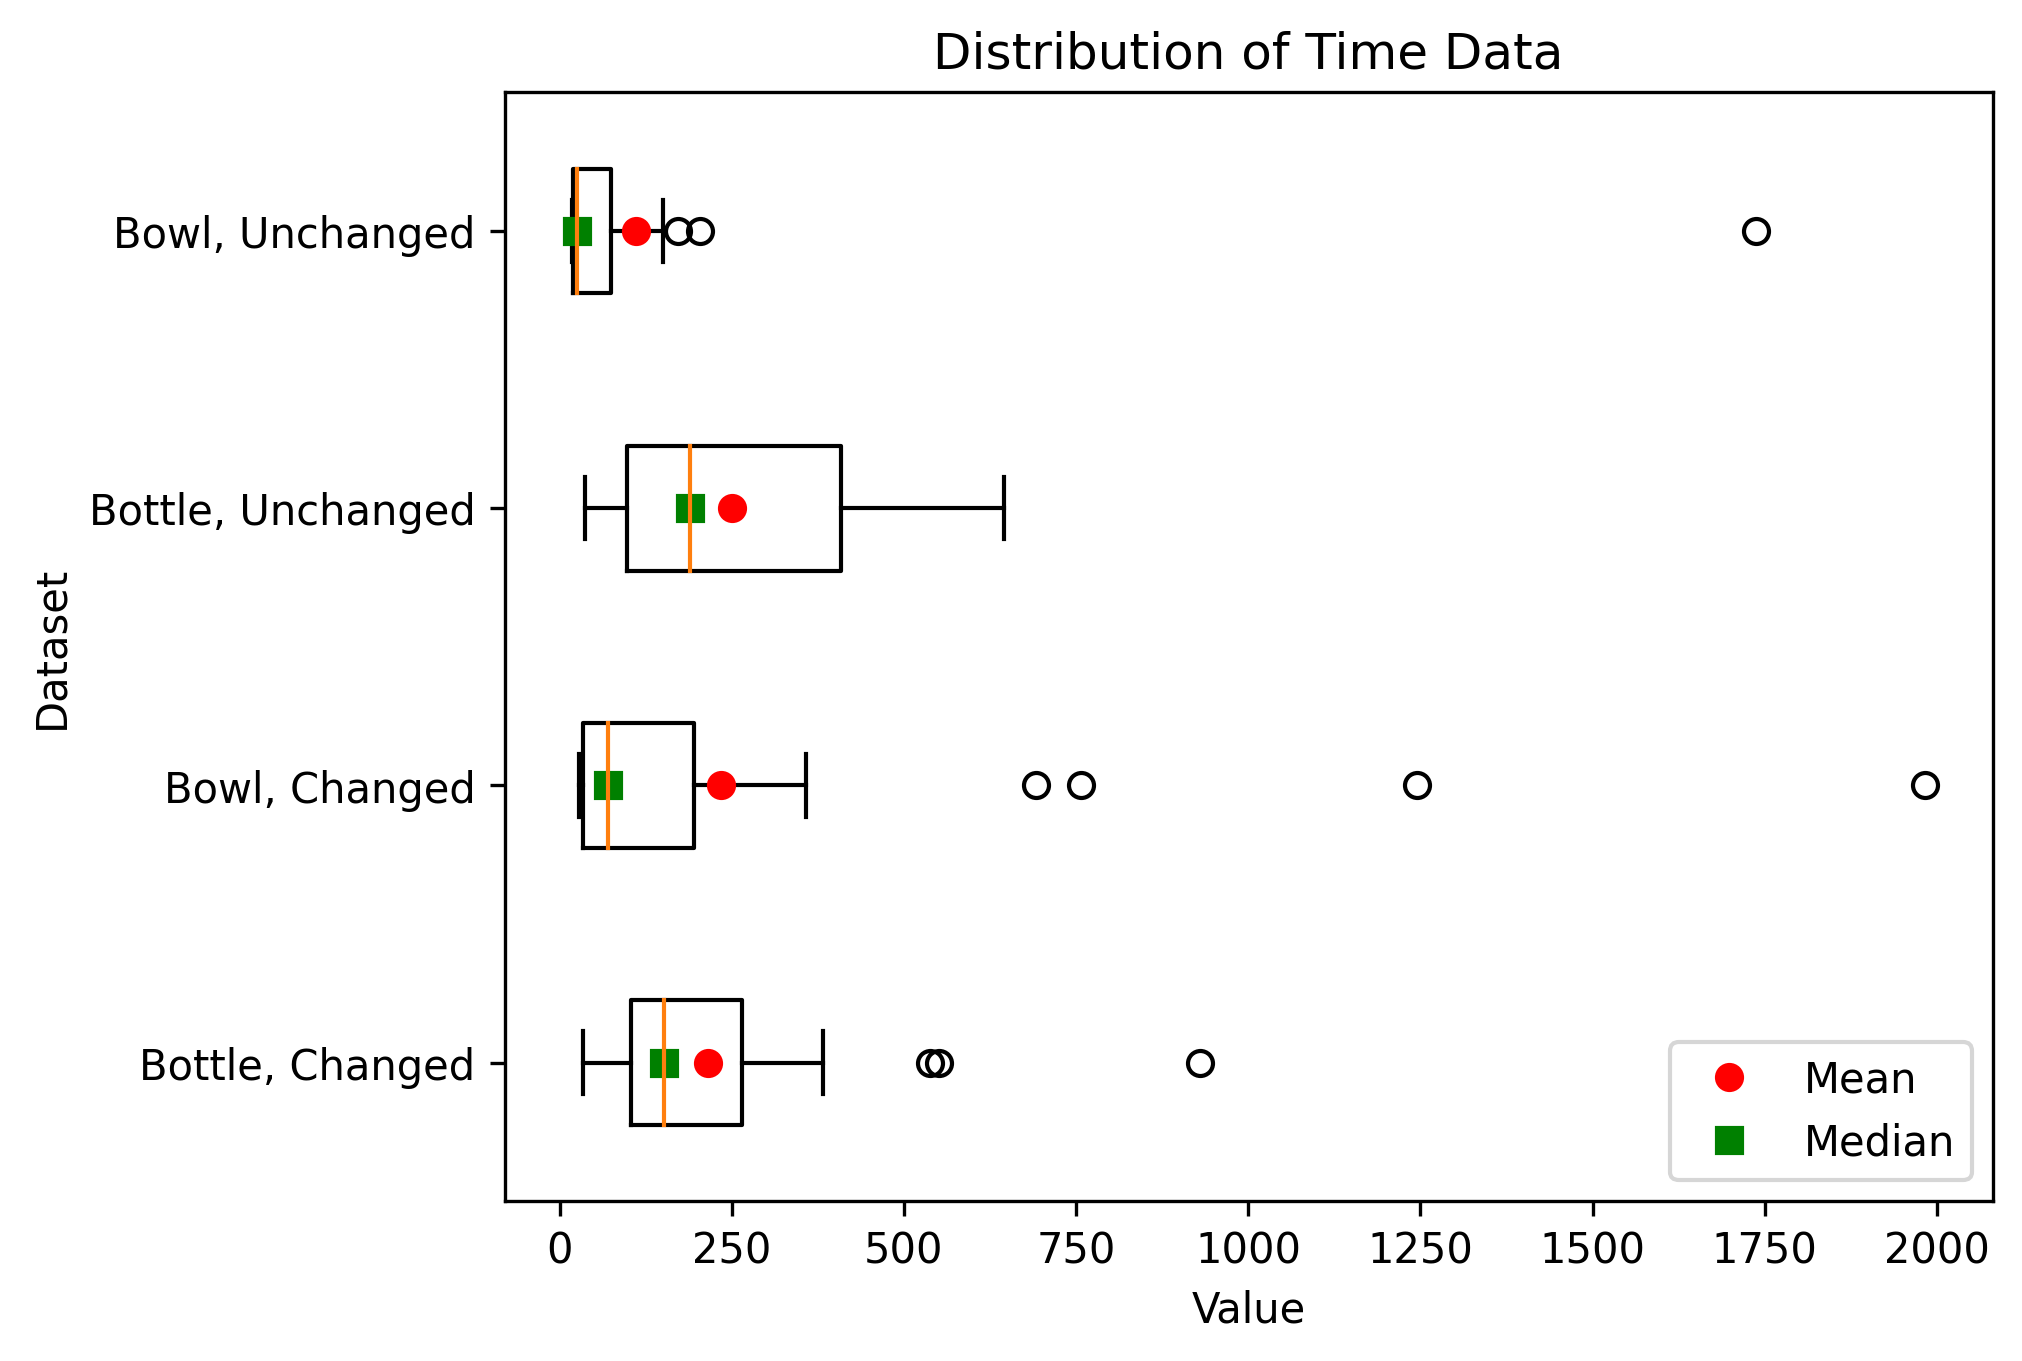 Distribution of Time Data
Bowl, Unchanged
Bottle, Unchanged
Dataset
Bowl, Changed
Bottle, Changed
Mean
Median
0 250 500 750 1000 1250 1500 1750 2000
Value